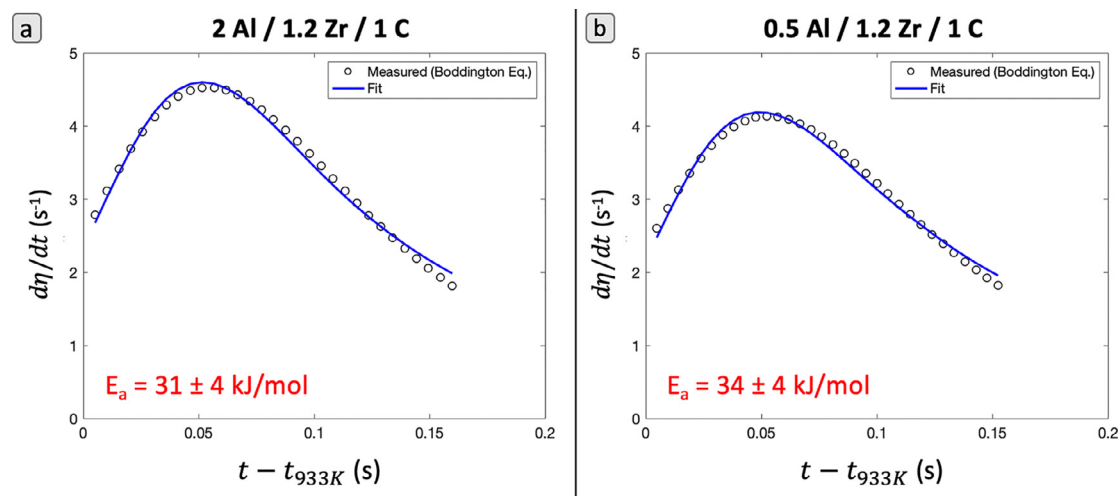 a
2 Al / 1.2 Zr / 1 C
5
4
3
2
1
0
0
0.05
0.1
0.15
0.2
dη/dt (s⁻¹)
t − t₉₃₃K (s)
Measured (Boddington Eq.)
Fit
Eₐ = 31 ± 4 kJ/mol
b
0.5 Al / 1.2 Zr / 1 C
5
4
3
2
1
0
0
0.05
0.1
0.15
0.2
dη/dt (s⁻¹)
t − t₉₃₃K (s)
Measured (Boddington Eq.)
Fit
Eₐ = 34 ± 4 kJ/mol